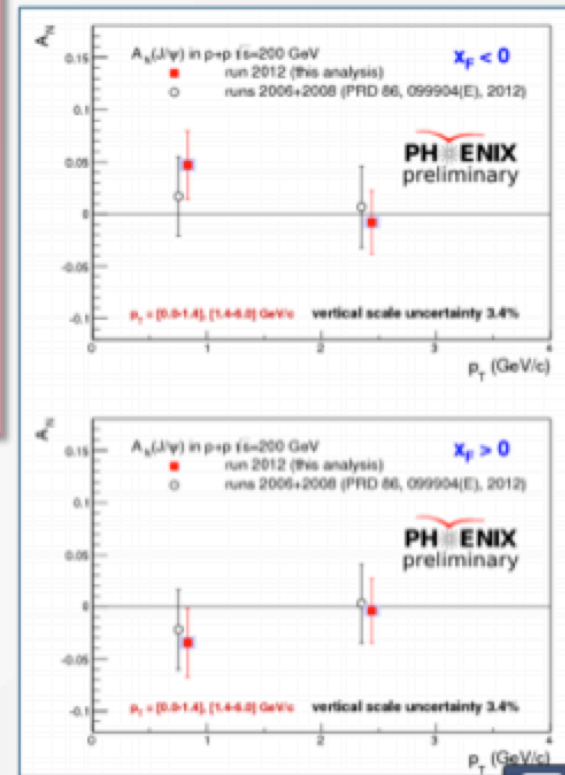 A_N
0.15
0.1
0.05
0
-0.05
-0.1
A_N(J/ψ) in p+p √s=200 GeV
run 2012 (this analysis)
runs 2006+2008 (PRD 86, 099904(E), 2012)
x_F < 0
PHENIX
preliminary
p_T = [0.0-1.4], [1.4-6.0] GeV/c vertical scale uncertainty 3.4%
0 1 2 3 4
p_T (GeV/c)
A_N
0.15
0.1
0.05
0
-0.05
-0.1
A_N(J/ψ) in p+p √s=200 GeV
run 2012 (this analysis)
runs 2006+2008 (PRD 86, 099904(E), 2012)
x_F > 0
PHENIX
preliminary
p_T = [0.0-1.4], [1.4-6.0] GeV/c vertical scale uncertainty 3.4%
0 1 2 3 4
p_T (GeV/c)